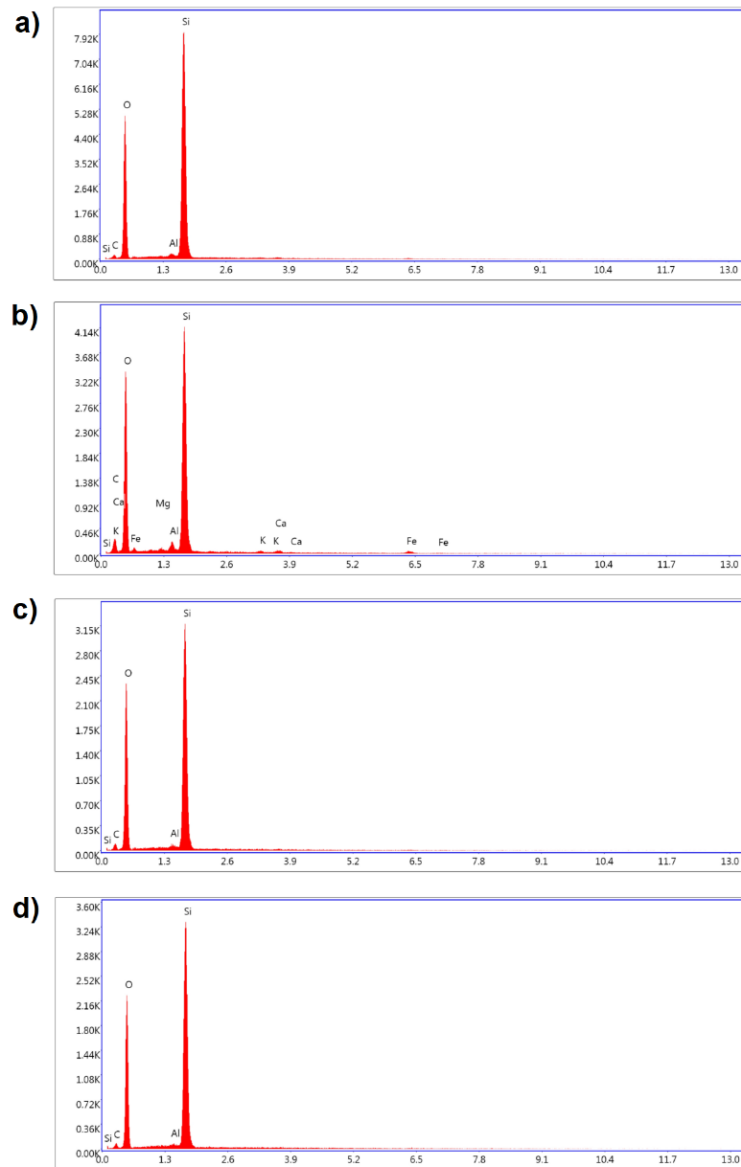 a)
Si
7.92K
7.04K
6.16K
O
5.28K
4.40K
3.52K
2.64K
1.76K
0.88K
Si C Al
0.00K
0.0 1.3 2.6 3.9 5.2 6.5 7.8 9.1 10.4 11.7 13.0
b)
Si
4.14K
O
3.68K
3.22K
2.76K
2.30K
1.84K
C
1.38K
Ca Mg
0.92K
Ca
K Al
0.46K
Si Fe K K Ca Fe Fe
0.00K
0.0 1.3 2.6 3.9 5.2 6.5 7.8 9.1 10.4 11.7 13.0
c)
Si
3.15K
2.80K
O
2.45K
2.10K
1.75K
1.40K
1.05K
0.70K
0.35K
Si C Al
0.00K
0.0 1.3 2.6 3.9 5.2 6.5 7.8 9.1 10.4 11.7 13.0
d)
3.60K
Si
3.24K
2.88K
2.52K
O
2.16K
1.80K
1.44K
1.08K
0.72K
0.36K
Si C Al
0.00K
0.0 1.3 2.6 3.9 5.2 6.5 7.8 9.1 10.4 11.7 13.0